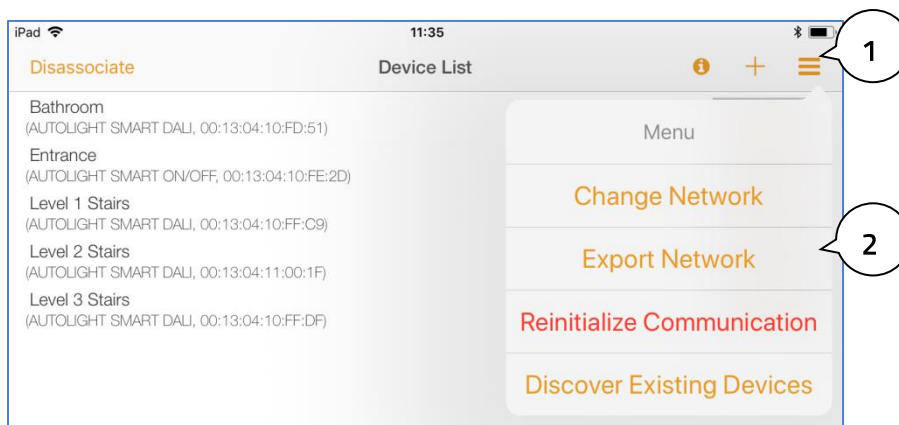 iPad 11:35
Disassociate Device List
Bathroom
(AUTOLIGHT SMART DALI, 00:13:04:10:FD:51)
Entrance
(AUTOLIGHT SMART ON/OFF, 00:13:04:10:FE:2D)
Level 1 Stairs
(AUTOLIGHT SMART DALI, 00:13:04:10:FF:C9)
Level 2 Stairs
(AUTOLIGHT SMART DALI, 00:13:04:11:00:1F)
Level 3 Stairs
(AUTOLIGHT SMART DALI, 00:13:04:10:FF:DF)
Menu
Change Network
Export Network
Reinitialize Communication
Discover Existing Devices
1
2